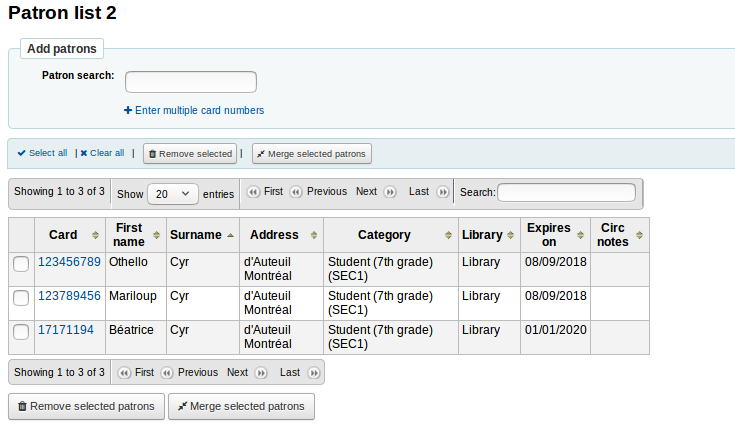 Patron list 2
Add patrons
Patron search:
Enter multiple card numbers
Select all | Clear all | Remove selected | Merge selected patrons
Showing 1 to 3 of 3 Show 20 entries First Previous Next Last Search:
Card First name Surname Address Category Library Expires on Circ notes
123456789 Othello Cyr d'Auteuil Montréal Student (7th grade) (SEC1) Library 08/09/2018
123789456 Mariloup Cyr d'Auteuil Montréal Student (7th grade) (SEC1) Library 08/09/2018
17171194 Béatrice Cyr d'Auteuil Montréal Student (7th grade) (SEC1) Library 01/01/2020
Showing 1 to 3 of 3 First Previous Next Last
Remove selected patrons Merge selected patrons